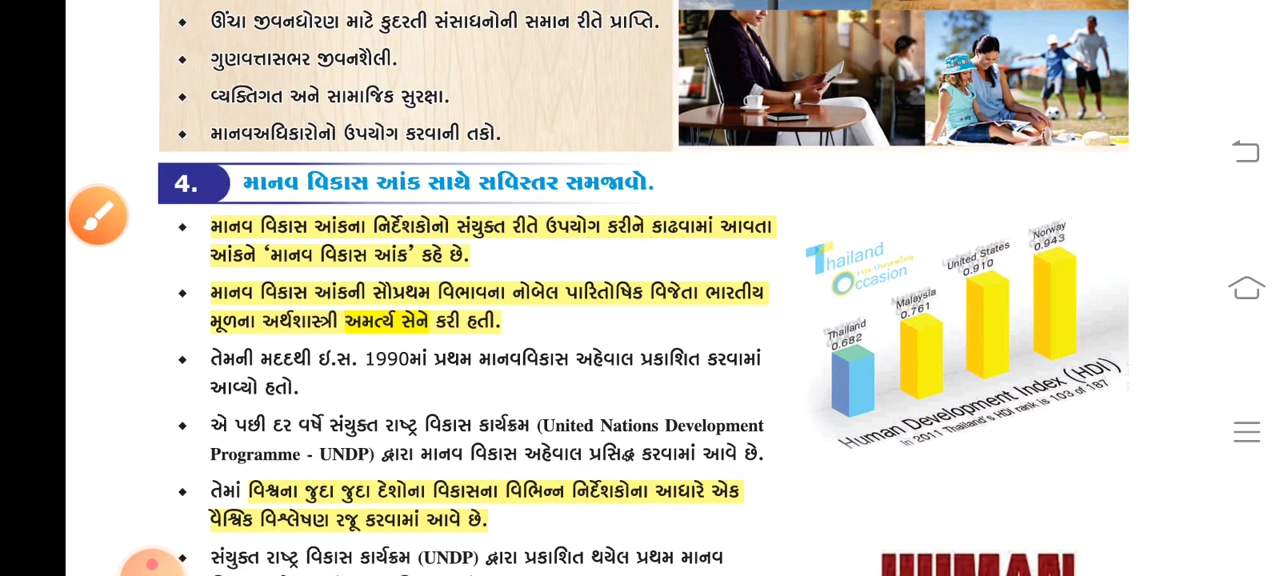 ઊંચા જીવનધોરણ માટે કુદરતી સંસાધનોની સમાન રીતે પ્રાપ્તિ.
ગુણવત્તાસભર જીવનશૈલી.
વ્યક્તિગત અને સામાજિક સુરક્ષા.
માનવઅધિકારોનો ઉપયોગ કરવાની તકો.
4. માનવ વિકાસ આંક સાથે સવિસ્તર સમજાવો.
માનવ વિકાસ આંકના નિર્દેશકોનો સંયુક્ત રીતે ઉપયોગ કરીને કાઢવામાં આવતા
આંકને ‘માનવ વિકાસ આંક’ કહે છે.
માનવ વિકાસ આંકની સૌપ્રથમ વિભાવના નોબેલ પારિતોષિક વિજેતા ભારતીય
મૂળના અર્થશાસ્ત્રી અમર્ત્ય સેને કરી હતી.
તેમની મદદથી ઇ.સ. 1990માં પ્રથમ માનવવિકાસ અહેવાલ પ્રકાશિત કરવામાં
આવ્યો હતો.
એ પછી દર વર્ષે સંયુક્ત રાષ્ટ્ર વિકાસ કાર્યક્રમ (United Nations Development
Programme - UNDP) દ્વારા માનવ વિકાસ અહેવાલ પ્રસિદ્ધ કરવામાં આવે છે.
તેમાં વિશ્વના જુદા જુદા દેશોના વિકાસના વિભિન્ન નિર્દેશકોના આધારે એક
વૈશ્વિક વિશ્લેષણ રજૂ કરવામાં આવે છે.
સંયુક્ત રાષ્ટ્ર વિકાસ કાર્યક્રમ (UNDP) દ્વારા પ્રકાશિત થયેલ પ્રથમ માનવ
Thailand
Occasion
Thailand
0.682
Malaysia
0.761
United States
0.910
Norway
0.943
Human Development Index (HDI)
In 2011 Thailand's HDI rank is 103 of 187
HUMAN